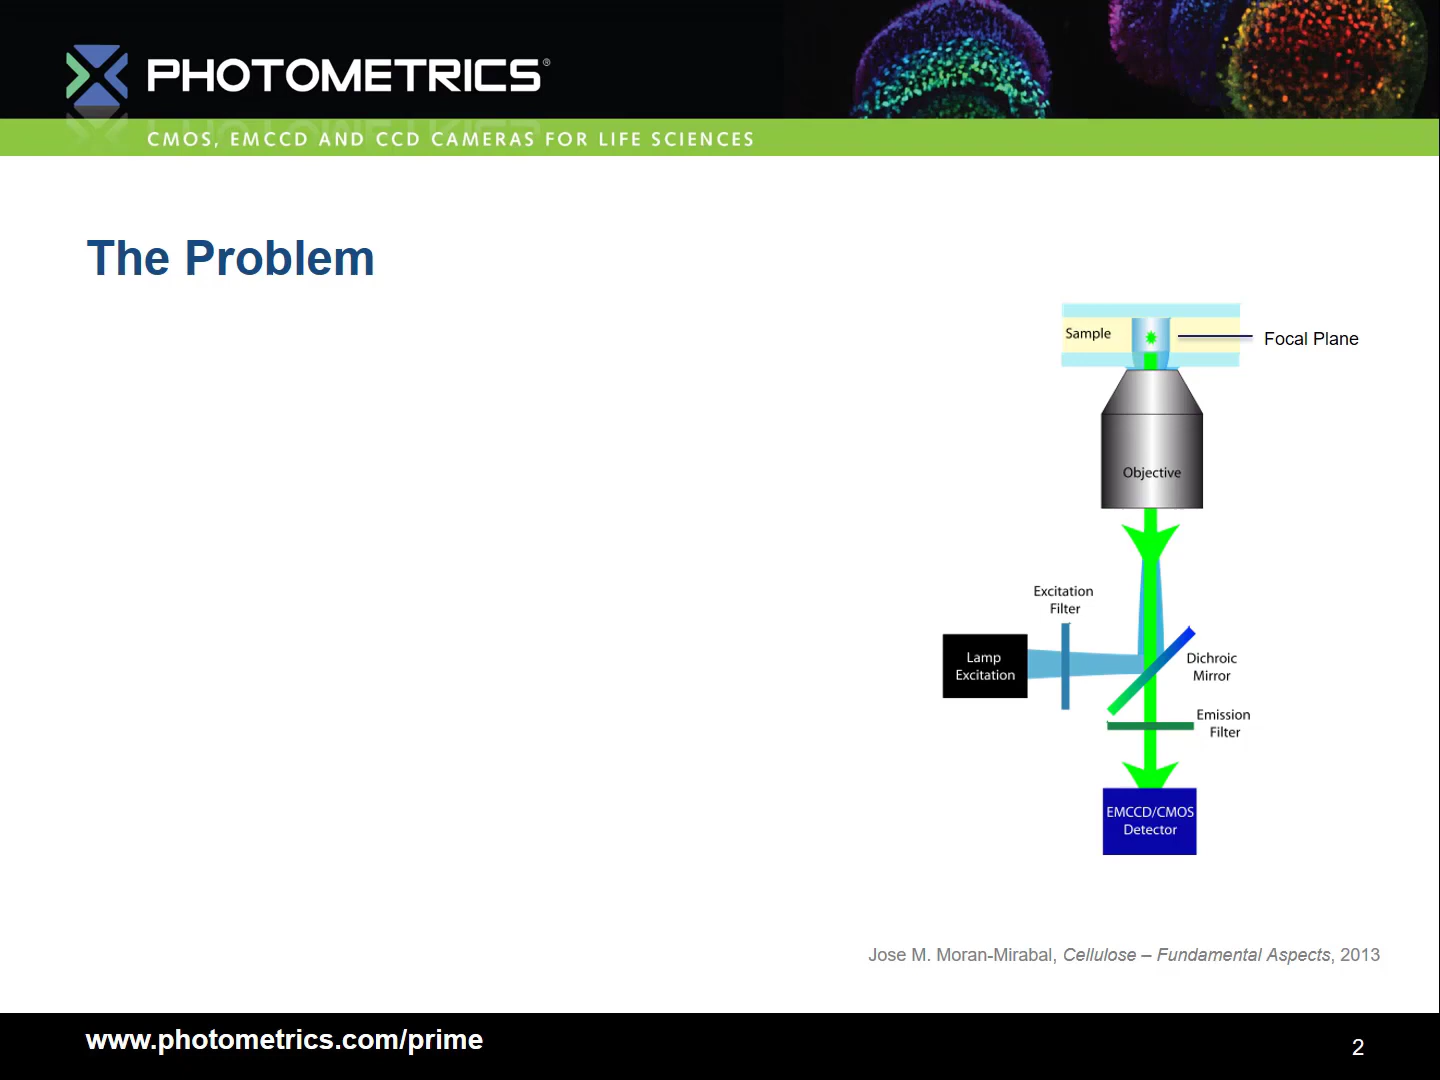 PHOTOMETRICS®
CMOS, EMCCD AND CCD CAMERAS FOR LIFE SCIENCES
The Problem
Sample
Focal Plane
Objective
Excitation
Filter
Lamp
Excitation
Dichroic
Mirror
Emission
Filter
EMCCD/CMOS
Detector
Jose M. Moran-Mirabal, Cellulose – Fundamental Aspects, 2013
www.photometrics.com/prime
2